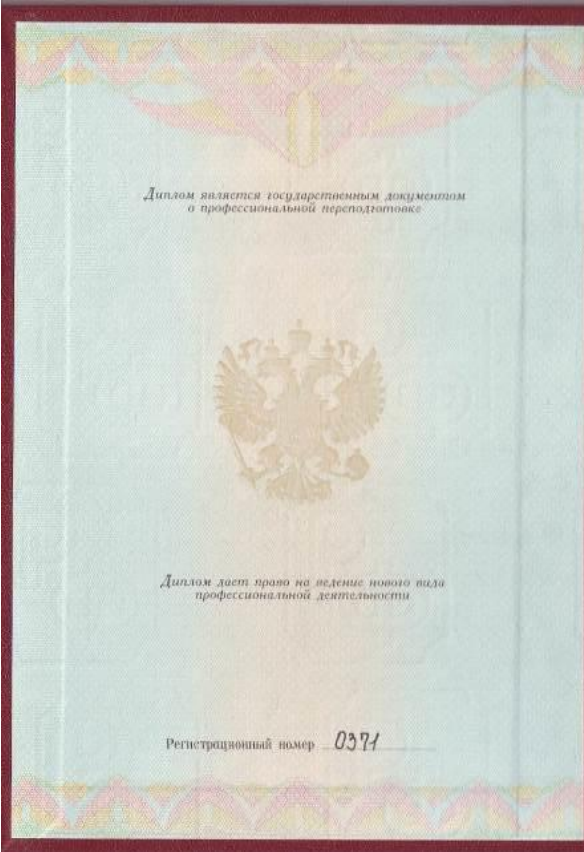 Диплом является государственным документом
о профессиональной переподготовке
Диплом дает право на ведение нового вида
профессиональной деятельности
Регистрационный номер 0371